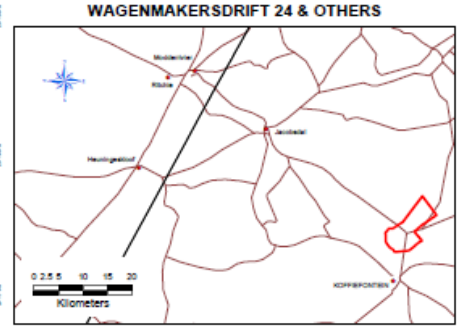 WAGENMAKERSDRIFT 24 & OTHERS
Modderrivier
Ritchie
Jacobsdal
Heuningneskloof
KOFFIEFONTEIN
0 2.5 5 10 15 20
Kilometers